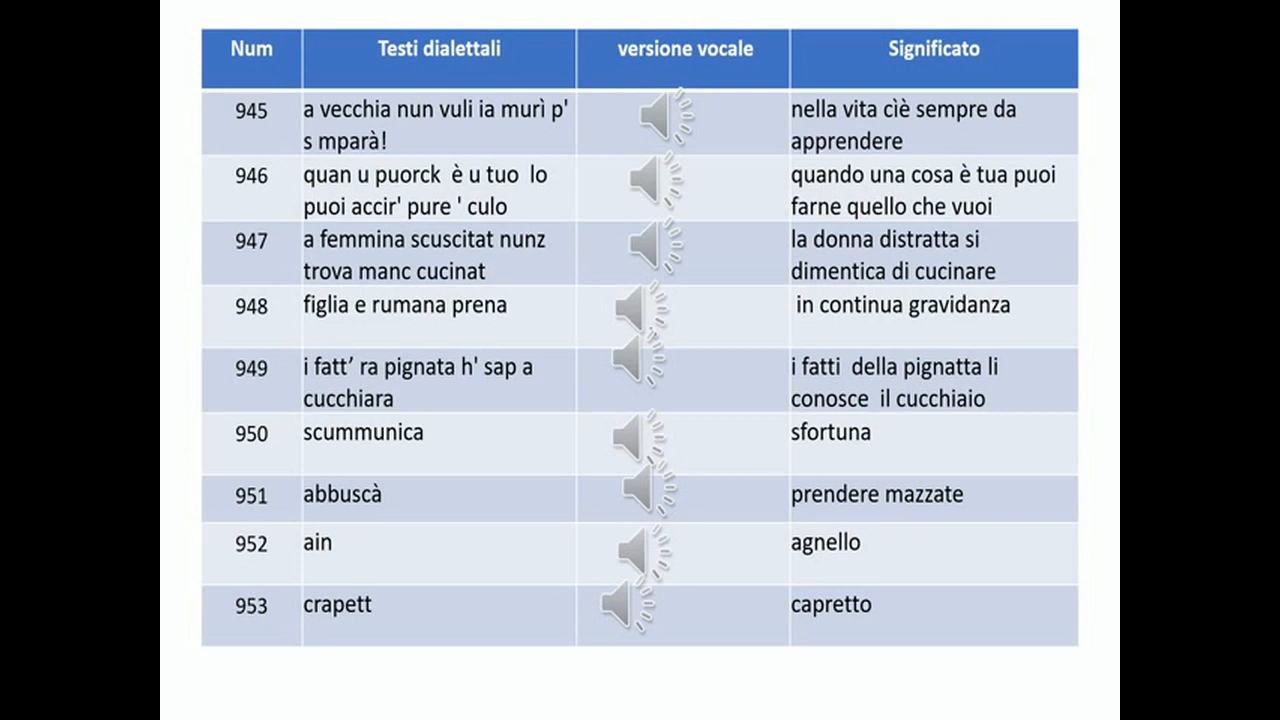 Num Testi dialettali versione vocale Significato
945 a vecchia nun vuli ia murì p' nella vita cìè sempre da
s mparà! apprendere
946 quan u puorck è u tuo lo quando una cosa è tua puoi
puoi accir' pure ' culo farne quello che vuoi
947 a femmina scuscitat nunz la donna distratta si
trova manc cucinat dimentica di cucinare
948 figlia e rumana prena in continua gravidanza
949 i fatt’ ra pignata h' sap a i fatti della pignatta li
cucchiara conosce il cucchiaio
950 scummunica sfortuna
951 abbuscà prendere mazzate
952 ain agnello
953 crapett capretto